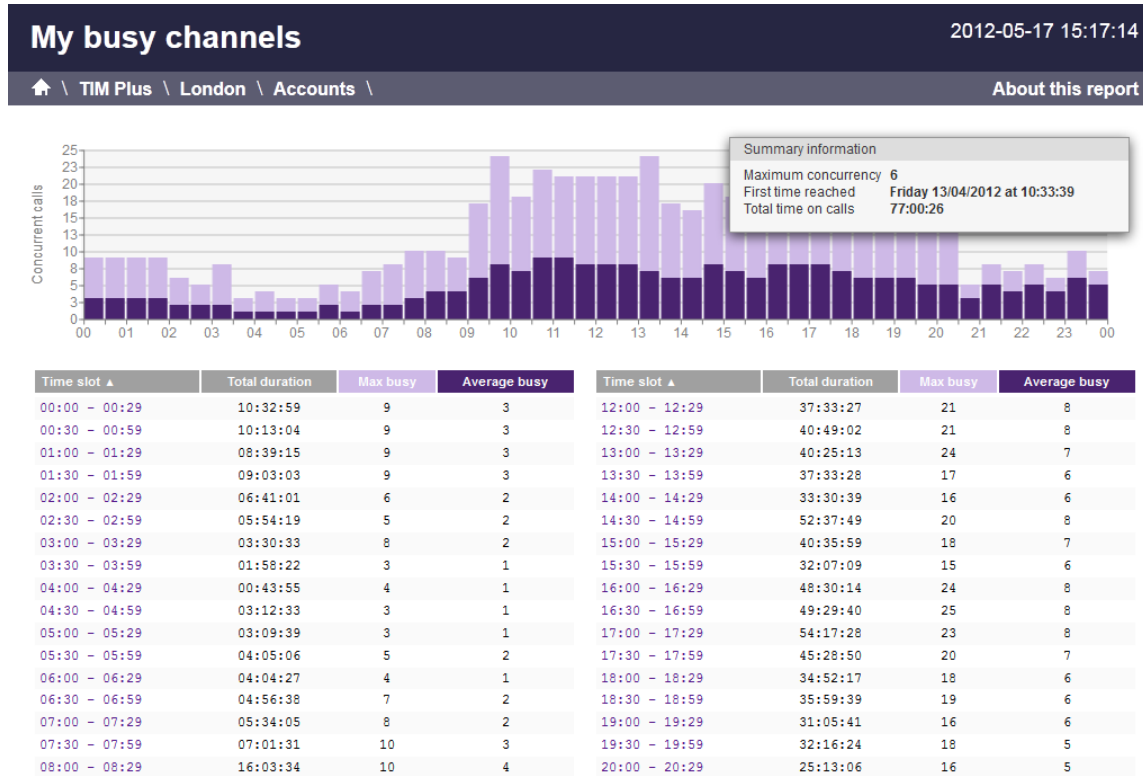 My busy channels
2012-05-17 15:17:14
\ TIM Plus \ London \ Accounts \
About this report
Concurrent calls
25
23
20
18
15
13
10
8
5
3
0
00 01 02 03 04 05 06 07 08 09 10 11 12 13 14 15 16 17 18 19 20 21 22 23 00
Summary information
Maximum concurrency 6
First time reached Friday 13/04/2012 at 10:33:39
Total time on calls 77:00:26
Time slot ▲ Total duration Max busy Average busy
00:00 - 00:29 10:32:59 9 3
00:30 - 00:59 10:13:04 9 3
01:00 - 01:29 08:39:15 9 3
01:30 - 01:59 09:03:03 9 3
02:00 - 02:29 06:41:01 6 2
02:30 - 02:59 05:54:19 5 2
03:00 - 03:29 03:30:33 8 2
03:30 - 03:59 01:58:22 3 1
04:00 - 04:29 00:43:55 4 1
04:30 - 04:59 03:12:33 3 1
05:00 - 05:29 03:09:39 3 1
05:30 - 05:59 04:05:06 5 2
06:00 - 06:29 04:04:27 4 1
06:30 - 06:59 04:56:38 7 2
07:00 - 07:29 05:34:05 8 2
07:30 - 07:59 07:01:31 10 3
08:00 - 08:29 16:03:34 10 4
Time slot ▲ Total duration Max busy Average busy
12:00 - 12:29 37:33:27 21 8
12:30 - 12:59 40:49:02 21 8
13:00 - 13:29 40:25:13 24 7
13:30 - 13:59 37:33:28 17 6
14:00 - 14:29 33:30:39 16 6
14:30 - 14:59 52:37:49 20 8
15:00 - 15:29 40:35:59 18 7
15:30 - 15:59 32:07:09 15 6
16:00 - 16:29 48:30:14 24 8
16:30 - 16:59 49:29:40 25 8
17:00 - 17:29 54:17:28 23 8
17:30 - 17:59 45:28:50 20 7
18:00 - 18:29 34:52:17 18 6
18:30 - 18:59 35:59:39 19 6
19:00 - 19:29 31:05:41 16 6
19:30 - 19:59 32:16:24 18 5
20:00 - 20:29 25:13:06 16 5